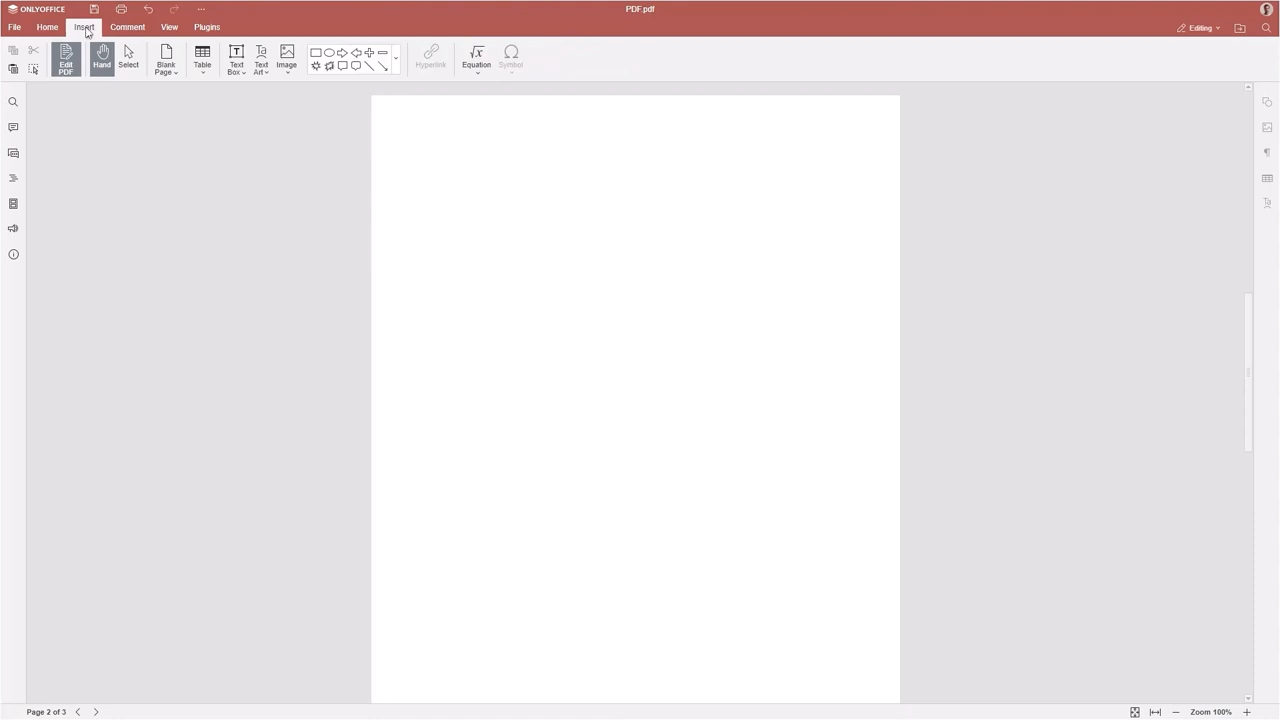 ONLYOFFICE
PDF.pdf
File Home Insert Comment View Plugins
Editing
Edit PDF
Hand
Select
Blank Page
Table
Text Box
Text Art
Image
Hyperlink
Equation
Symbol
Page 2 of 3
Zoom 100%